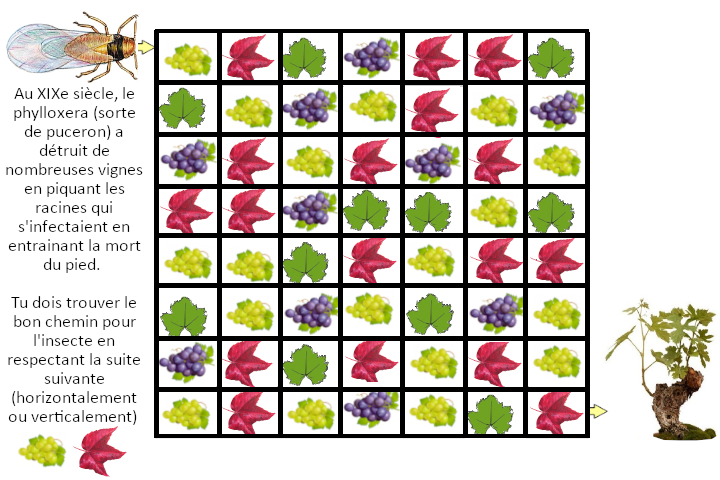 Au XIXe siècle, le
phylloxera (sorte
de puceron) a
détruit de
nombreuses vignes
en piquant les
racines qui
s'infectaient en
entrainant la mort
du pied.
Tu dois trouver le
bon chemin pour
l'insecte en
respectant la suite
suivante
(horizontalement
ou verticalement)